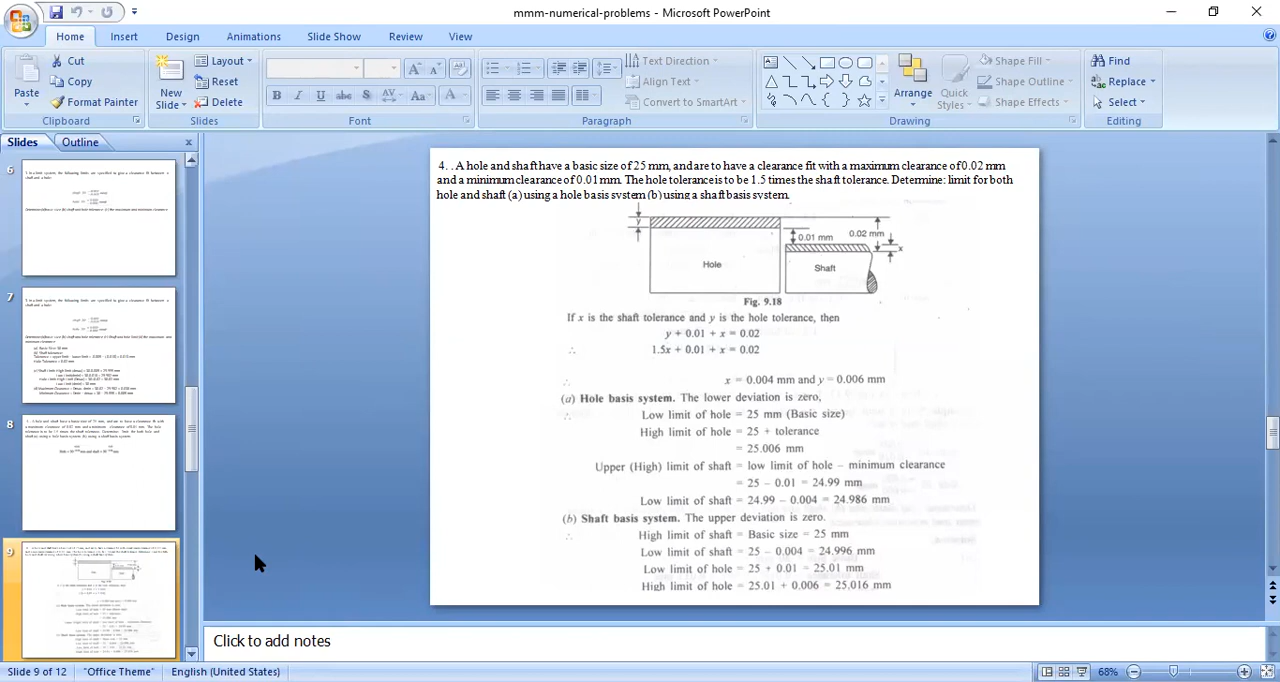 mmm-numerical-problems - Microsoft PowerPoint
Home Insert Design Animations Slide Show Review View
Paste
Cut
Copy
Format Painter
Clipboard
New Slide
Layout
Reset
Delete
Slides
B I U abc S AV Aa A
Font
Text Direction
Align Text
Convert to SmartArt
Paragraph
Arrange
Quick Styles
Shape Fill
Shape Outline
Shape Effects
Drawing
Find
Replace
Select
Editing
Slides Outline
6
7
8
9
4. . A hole and shaft have a basic size of 25 mm, and are to have a clearance fit with a maximum clearance of 0.02 mm
and a minimum clearance of 0.01 mm. The hole tolerance is to be 1.5 times the shaft tolerance. Determine: limit for both
hole and shaft (a) using a hole basis system (b) using a shaft basis system.
y
0.01 mm
0.02 mm
x
Hole
Shaft
Fig. 9.18
If x is the shaft tolerance and y is the hole tolerance, then
y + 0.01 + x = 0.02
∴ 1.5x + 0.01 + x = 0.02
∴ x = 0.004 mm and y = 0.006 mm
(a) Hole basis system. The lower deviation is zero,
∴ Low limit of hole = 25 mm (Basic size)
High limit of hole = 25 + tolerance
= 25.006 mm
Upper (High) limit of shaft = low limit of hole − minimum clearance
= 25 − 0.01 = 24.99 mm
Low limit of shaft = 24.99 − 0.004 = 24.986 mm
(b) Shaft basis system. The upper deviation is zero.
∴ High limit of shaft = Basic size = 25 mm
Low limit of shaft = 25 − 0.004 = 24.996 mm
Low limit of hole = 25 + 0.01 = 25.01 mm
High limit of hole = 25.01 + 0.006 = 25.016 mm
Click to add notes
Slide 9 of 12 "Office Theme" English (United States) 68%